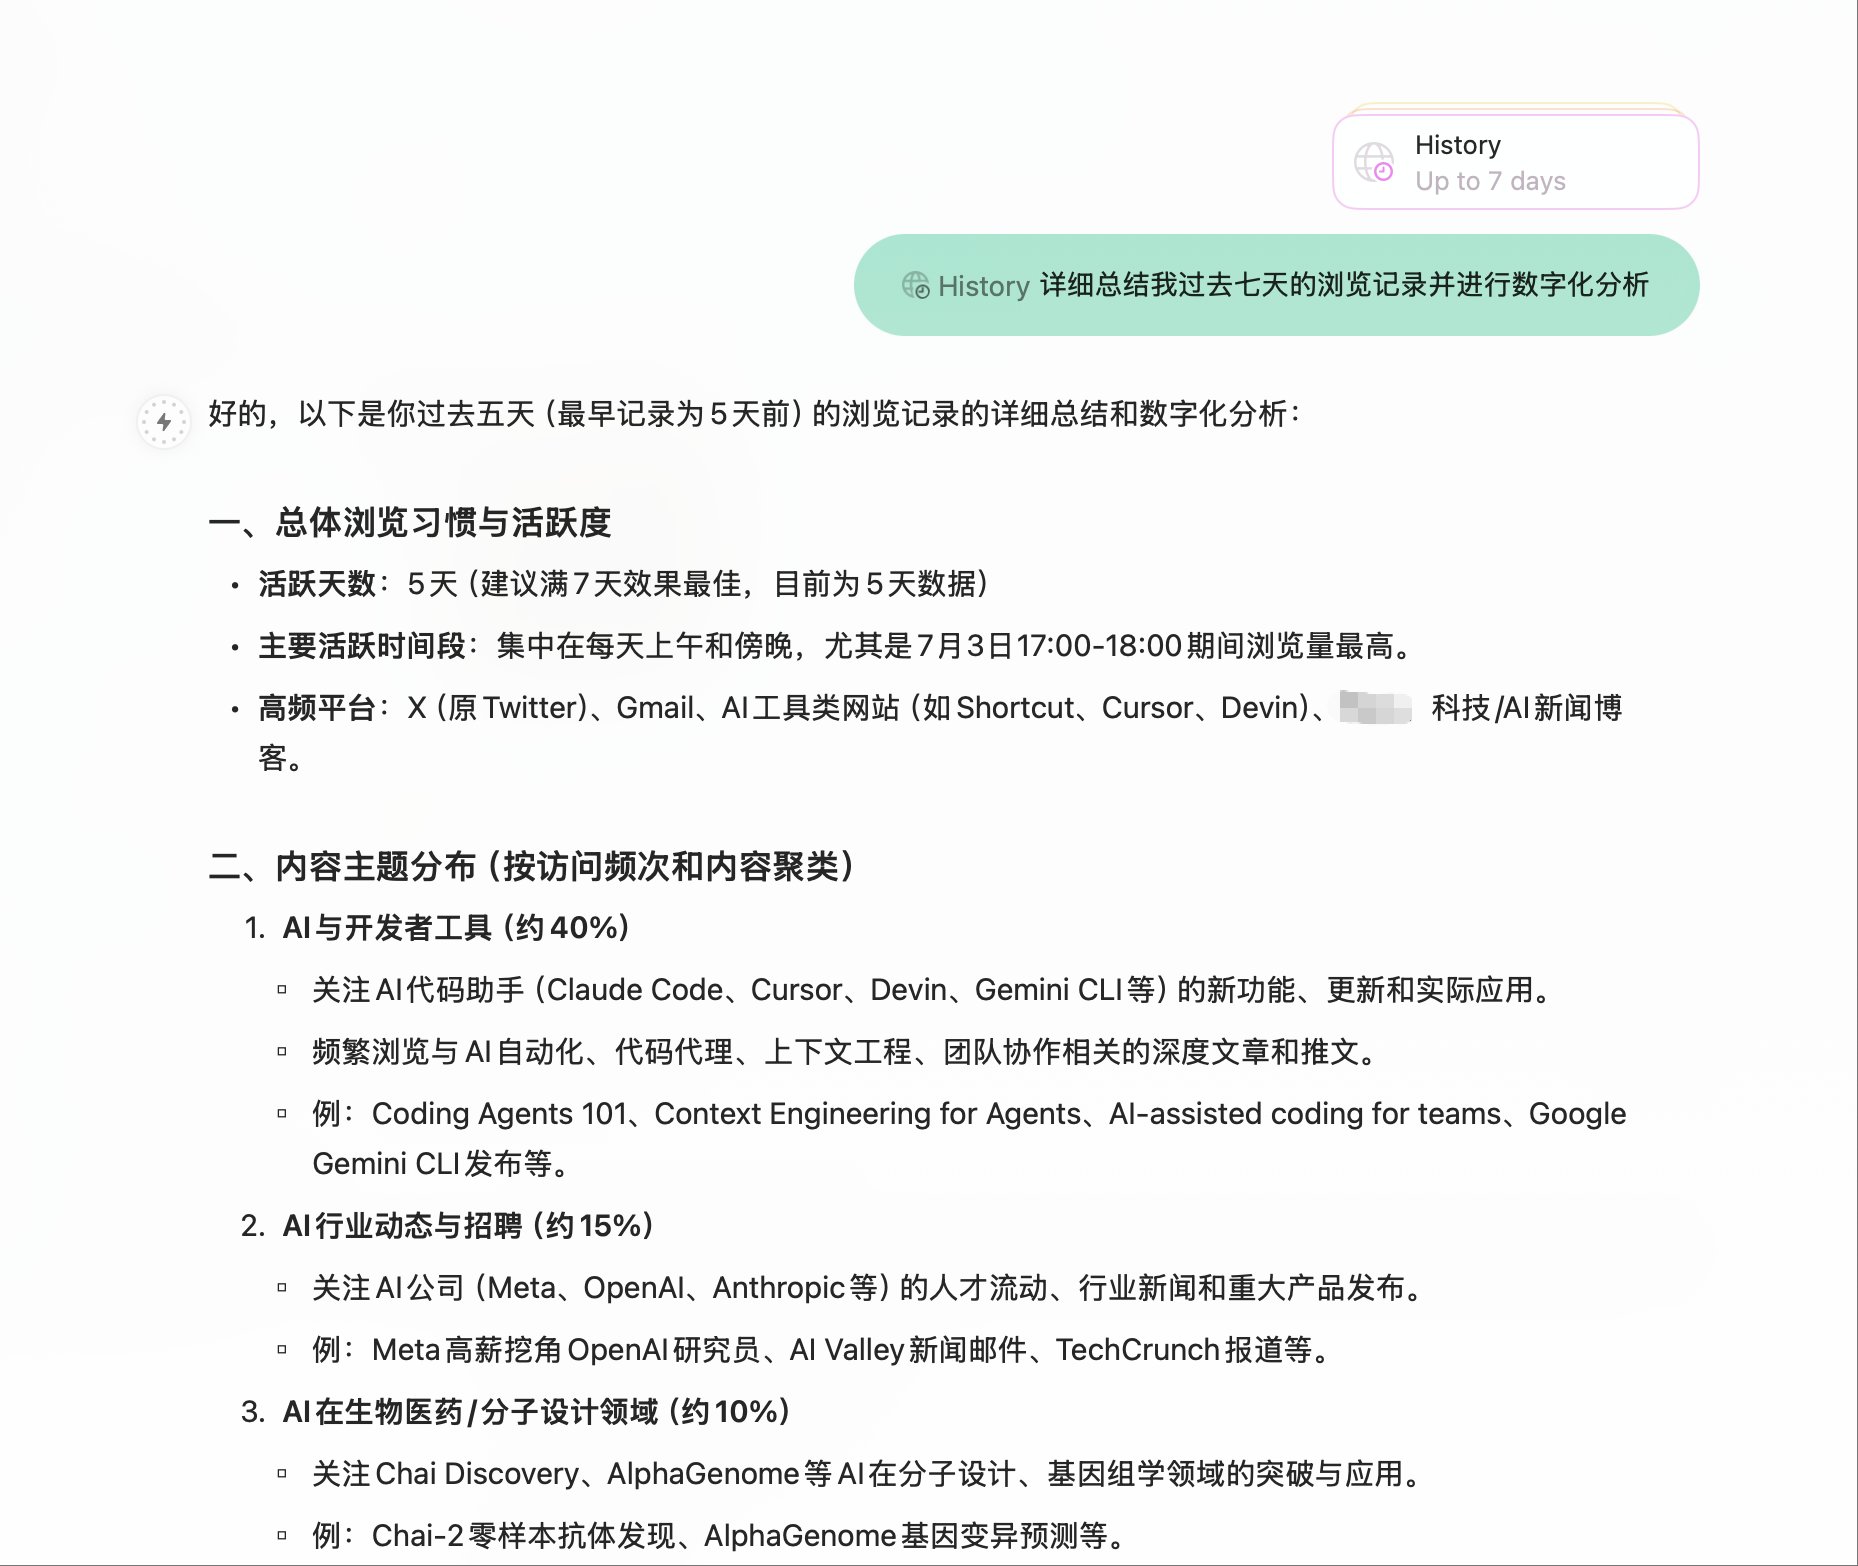 History
Up to 7 days
History 详细总结我过去七天的浏览记录并进行数字化分析
好的，以下是你过去五天（最早记录为5天前）的浏览记录的详细总结和数字化分析：
一、总体浏览习惯与活跃度
• 活跃天数：5天（建议满7天效果最佳，目前为5天数据）
• 主要活跃时间段：集中在每天上午和傍晚，尤其是7月3日17:00-18:00期间浏览量最高。
• 高频平台：X（原Twitter）、Gmail、AI工具类网站（如Shortcut、Cursor、Devin）、 科技/AI新闻博
客。
二、内容主题分布（按访问频次和内容聚类）
1. AI与开发者工具（约40%）
▫ 关注AI代码助手（Claude Code、Cursor、Devin、Gemini CLI等）的新功能、更新和实际应用。
▫ 频繁浏览与AI自动化、代码代理、上下文工程、团队协作相关的深度文章和推文。
▫ 例：Coding Agents 101、Context Engineering for Agents、AI-assisted coding for teams、Google
Gemini CLI发布等。
2. AI行业动态与招聘（约15%）
▫ 关注AI公司（Meta、OpenAI、Anthropic等）的人才流动、行业新闻和重大产品发布。
▫ 例：Meta高薪挖角OpenAI研究员、AI Valley新闻邮件、TechCrunch报道等。
3. AI在生物医药/分子设计领域（约10%）
▫ 关注Chai Discovery、AlphaGenome等AI在分子设计、基因组学领域的突破与应用。
▫ 例：Chai-2零样本抗体发现、AlphaGenome基因变异预测等。